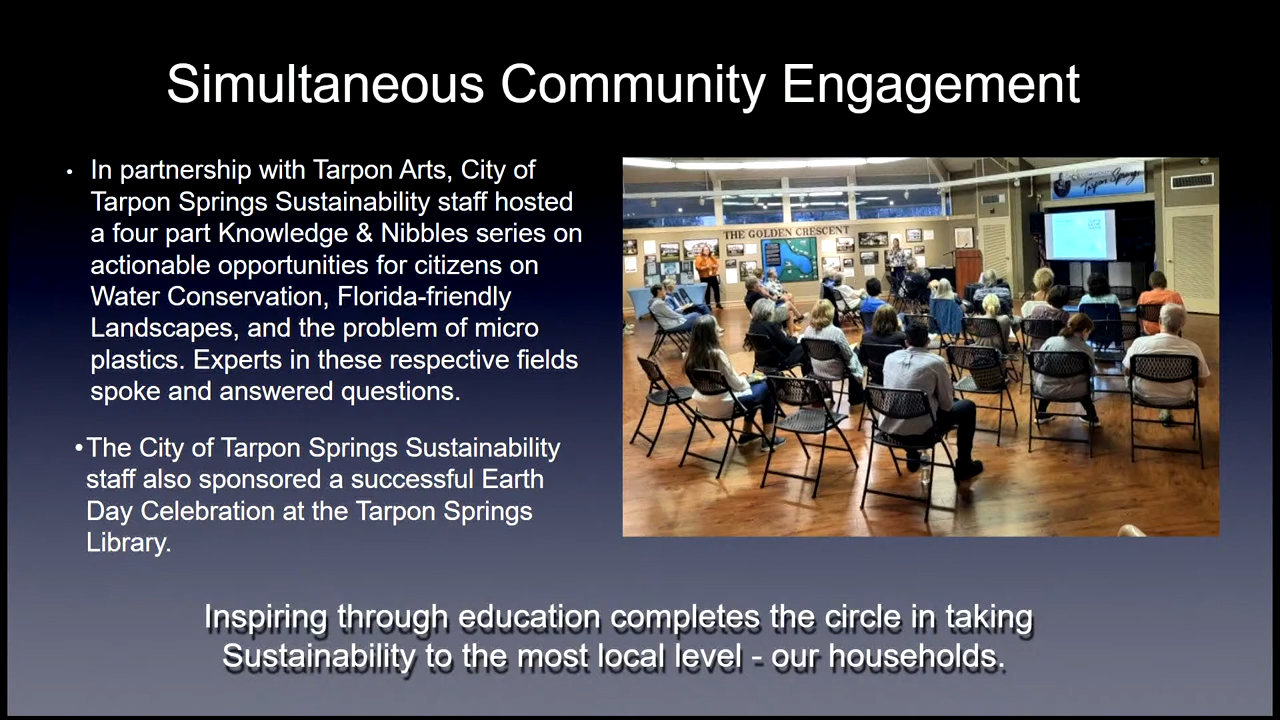 Simultaneous Community Engagement
• In partnership with Tarpon Arts, City of
Tarpon Springs Sustainability staff hosted
a four part Knowledge & Nibbles series on
actionable opportunities for citizens on
Water Conservation, Florida-friendly
Landscapes, and the problem of micro
plastics. Experts in these respective fields
spoke and answered questions.
•The City of Tarpon Springs Sustainability
staff also sponsored a successful Earth
Day Celebration at the Tarpon Springs
Library.
THE GOLDEN CRESCENT
Tarpon Springs
Inspiring through education completes the circle in taking
Sustainability to the most local level - our households.